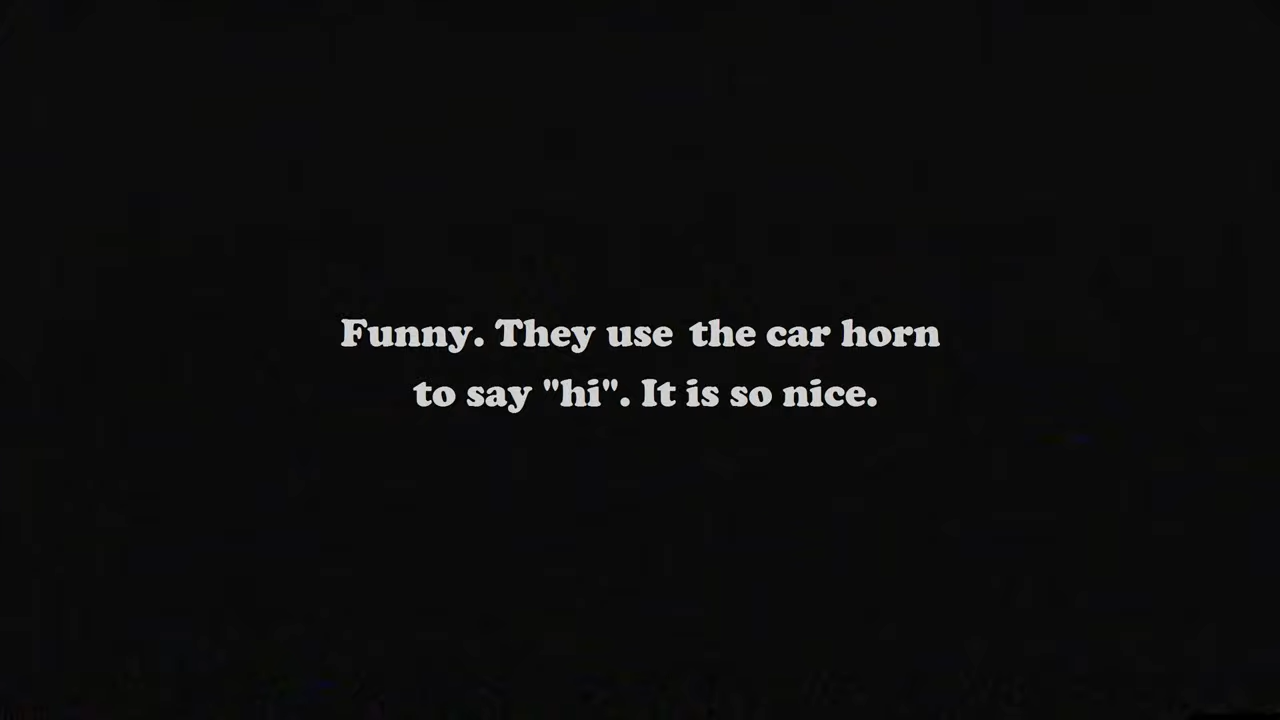 Funny. They use the car horn
to say "hi". It is so nice.